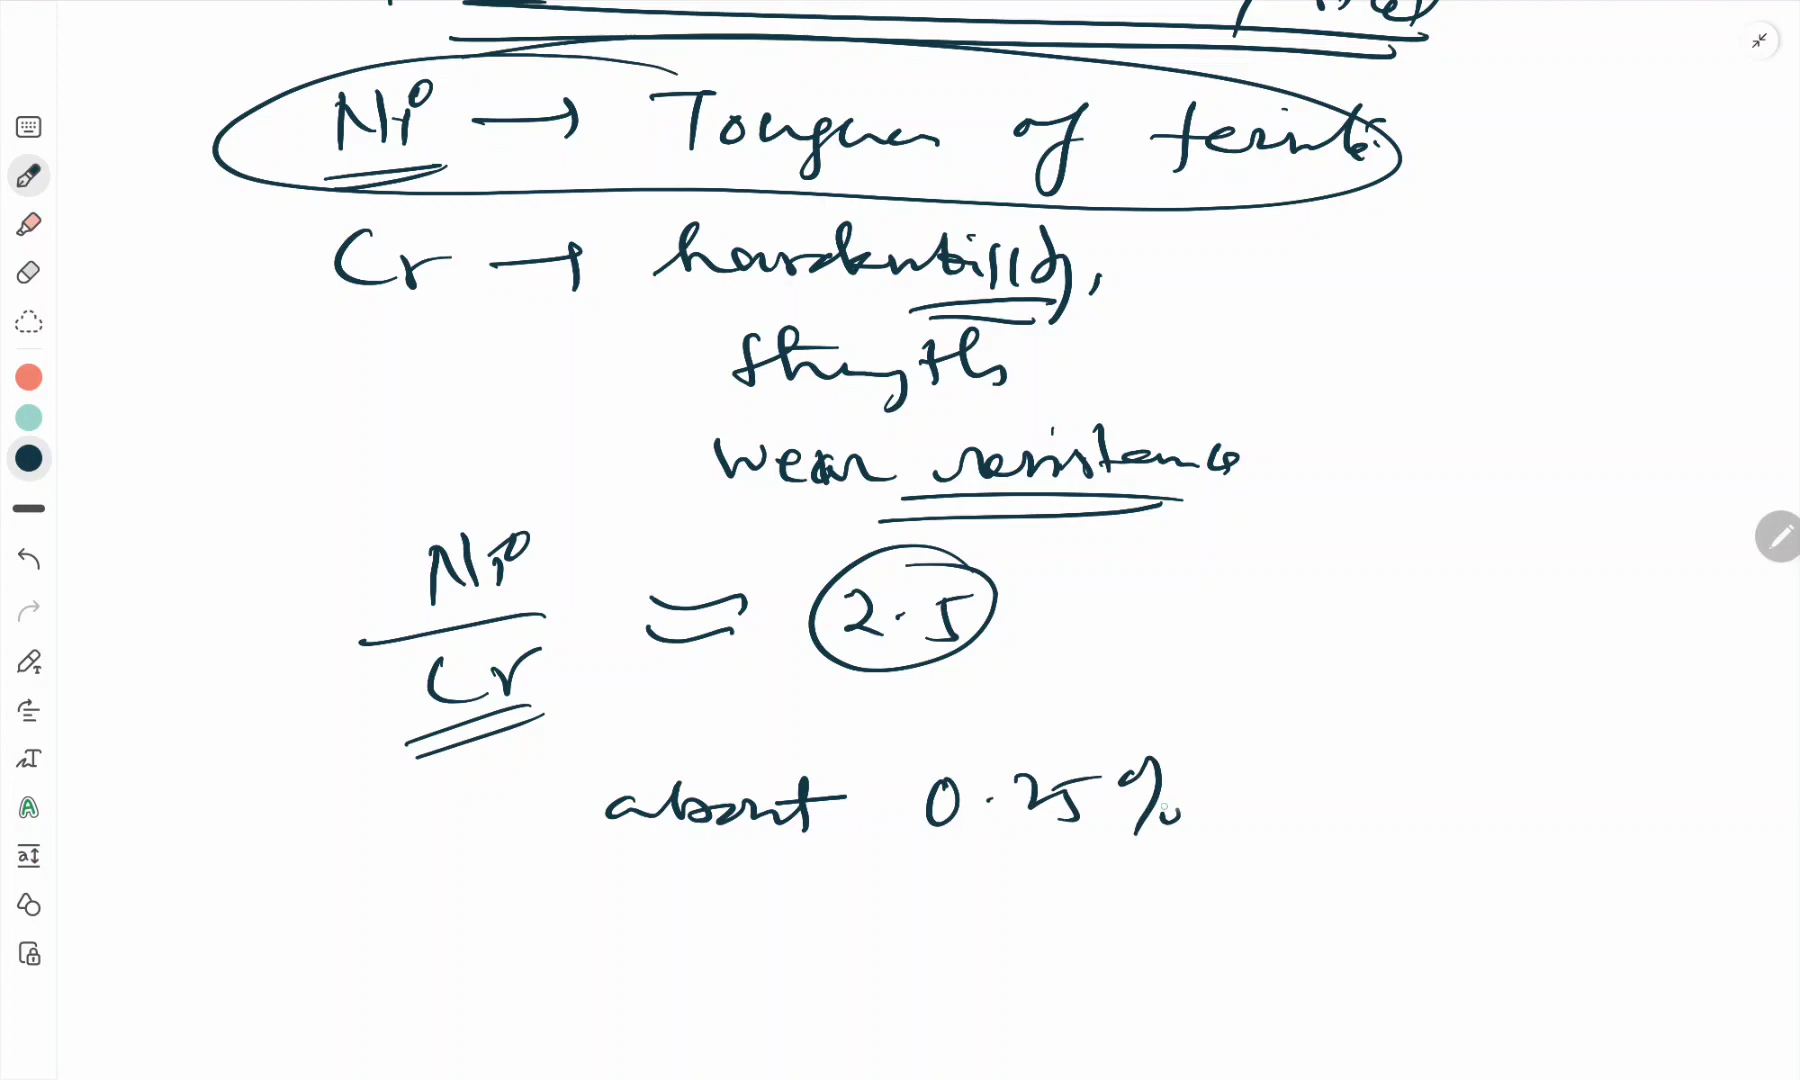 Ni → Toughness of ferrite.
Cr → hardenability,
strength
wear resistance
Ni
Cr
≈ 2.5
about 0.25%